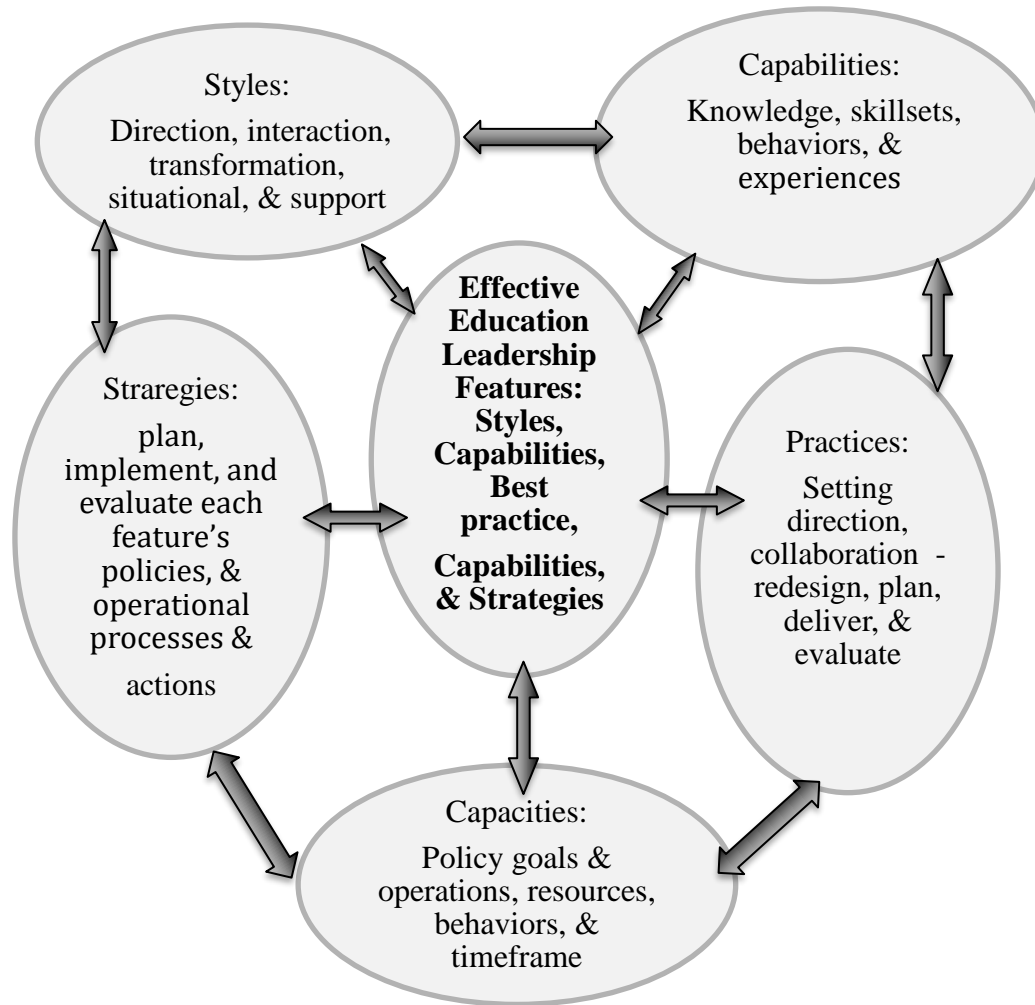 Styles:
Direction, interaction,
transformation,
situational, & support
Capabilities:
Knowledge, skillsets,
behaviors, &
experiences
Effective
Education
Leadership
Features:
Styles,
Capabilities,
Best
practice,
Capabilities,
& Strategies
Straregies:
plan,
implement, and
evaluate each
feature’s
policies, &
operational
processes &
actions
Practices:
Setting
direction,
collaboration -
redesign, plan,
deliver, &
evaluate
Capacities:
Policy goals &
operations, resources,
behaviors, &
timeframe